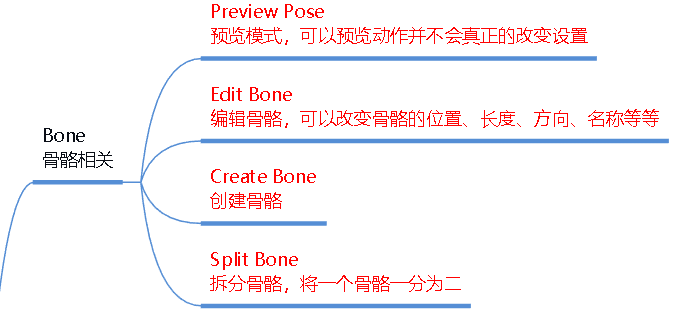 Preview Pose
预览模式，可以预览动作并不会真正的改变设置
Edit Bone
编辑骨骼，可以改变骨骼的位置、长度、方向、名称等等
Bone
骨骼相关
Create Bone
创建骨骼
Split Bone
拆分骨骼，将一个骨骼一分为二